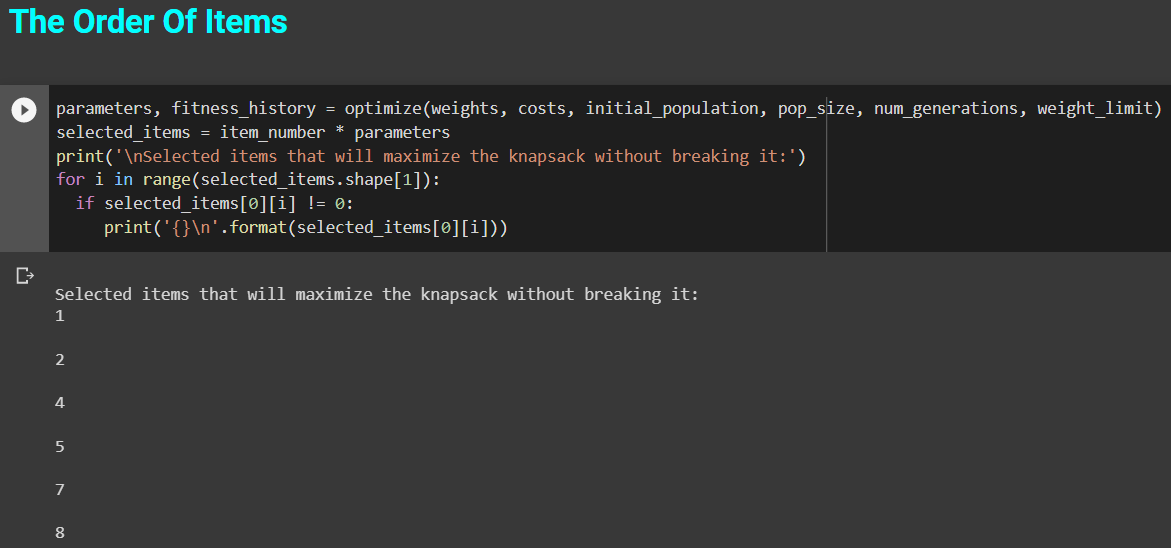 The Order Of Items
parameters, fitness_history = optimize(weights, costs, initial_population, pop_size, num_generations, weight_limit)
selected_items = item_number * parameters
print('\nSelected items that will maximize the knapsack without breaking it:')
for i in range(selected_items.shape[1]):
  if selected_items[0][i] != 0:
     print('{}\n'.format(selected_items[0][i]))
Selected items that will maximize the knapsack without breaking it:
1
2
4
5
7
8